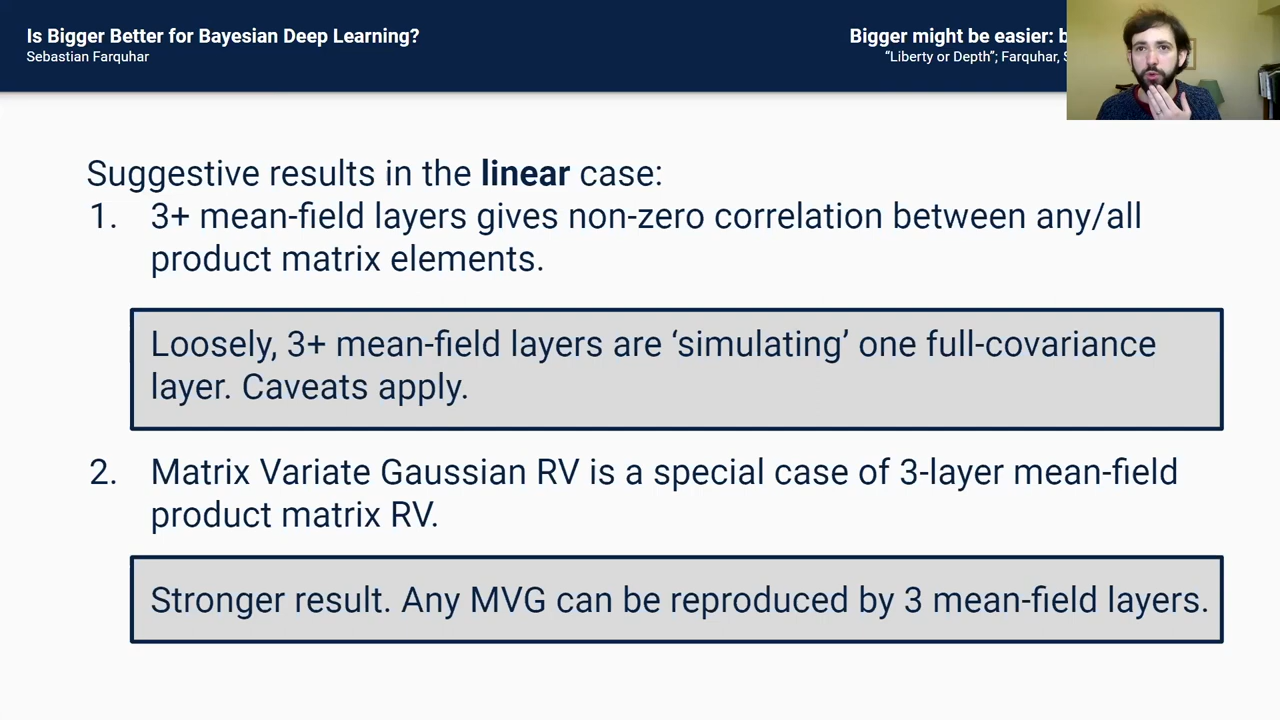 Is Bigger Better for Bayesian Deep Learning?
Sebastian Farquhar
Bigger might be easier:
“Liberty or Depth”; Farquhar,
Suggestive results in the linear case:
1. 3+ mean-field layers gives non-zero correlation between any/all
product matrix elements.
Loosely, 3+ mean-field layers are ‘simulating’ one full-covariance
layer. Caveats apply.
2. Matrix Variate Gaussian RV is a special case of 3-layer mean-field
product matrix RV.
Stronger result. Any MVG can be reproduced by 3 mean-field layers.